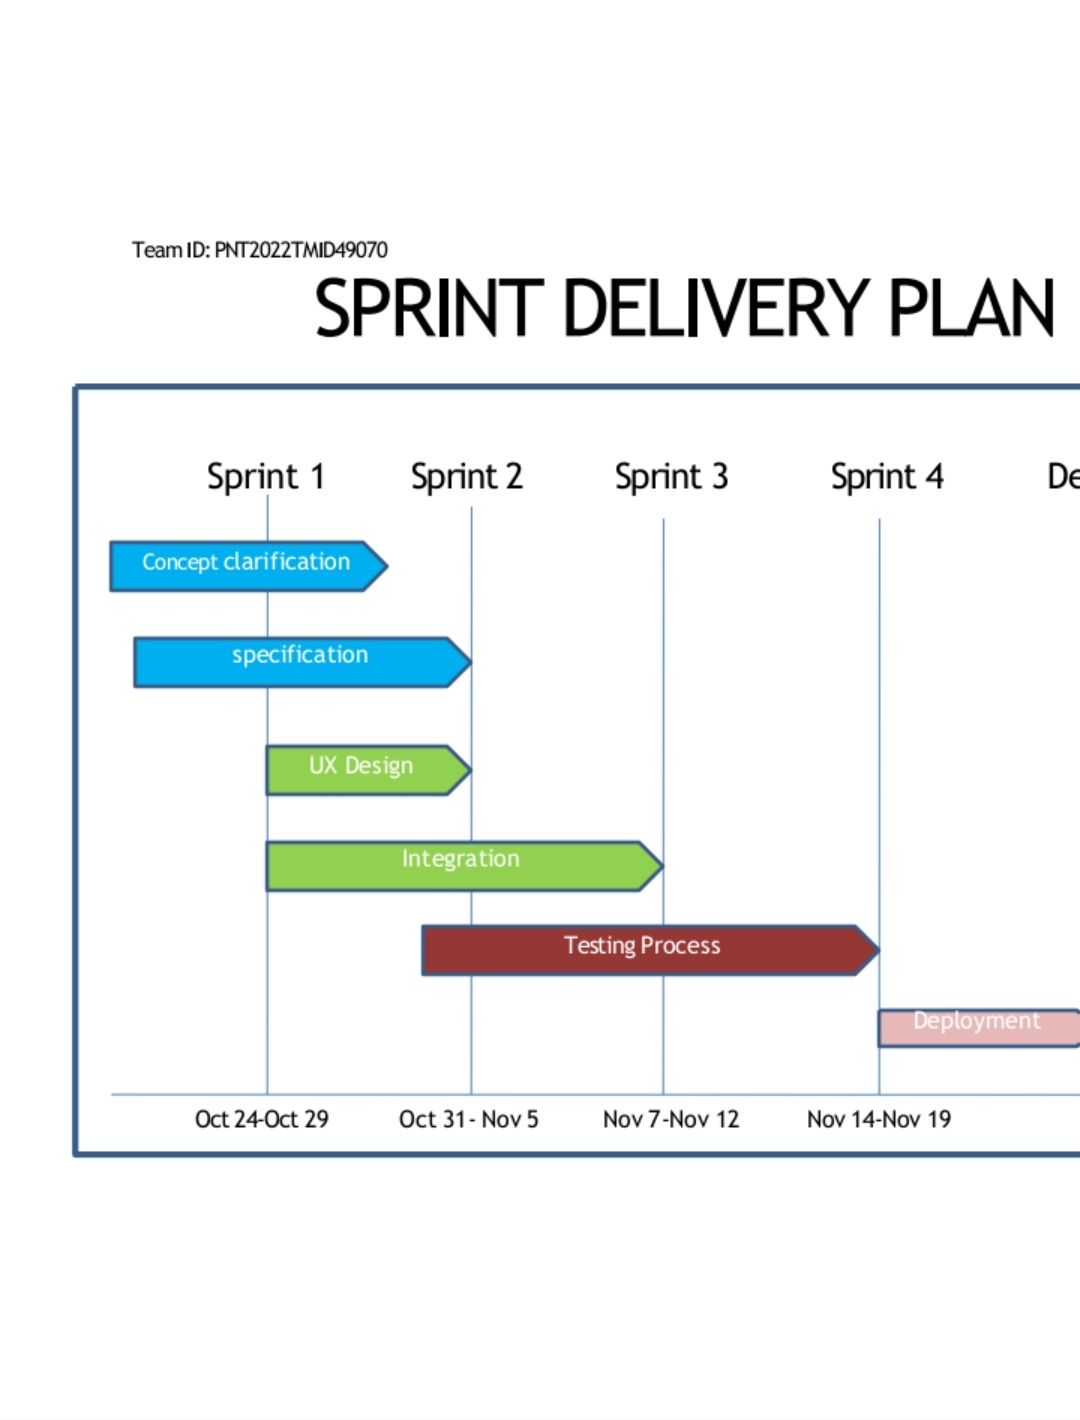 Team ID: PNT2022TMID49070
SPRINT DELIVERY PLAN
Sprint 1 Sprint 2 Sprint 3 Sprint 4
Concept clarification
specification
UX Design
Integration
Testing Process
Deployment
Oct 24-Oct 29 Oct 31- Nov 5 Nov 7-Nov 12 Nov 14-Nov 19